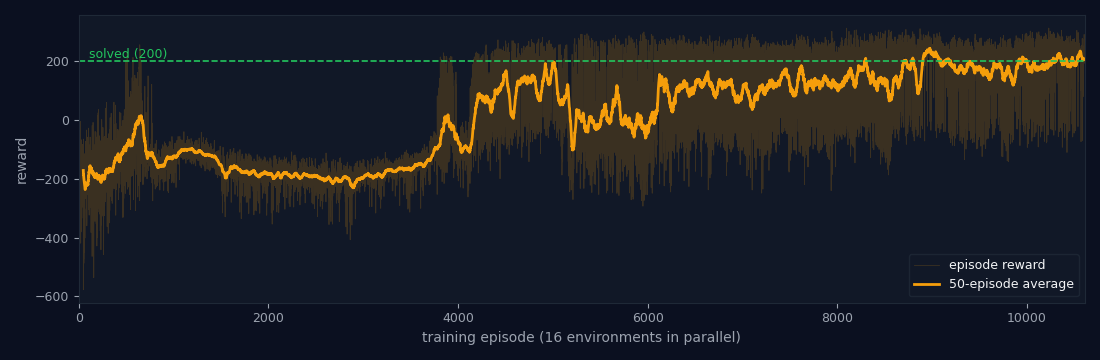 solved (200)
200
0
−200
−400
−600
reward
episode reward
50-episode average
0
2000
4000
6000
8000
10000
training episode (16 environments in parallel)